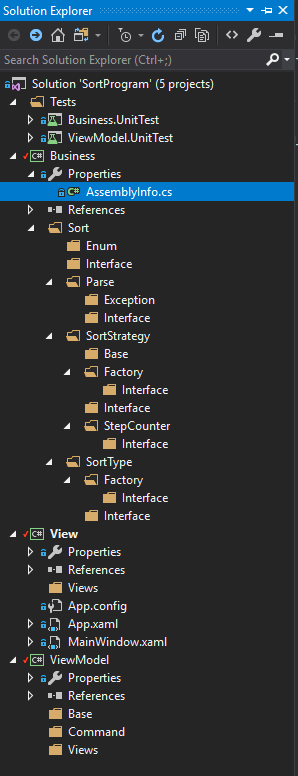 Solution Explorer
Search Solution Explorer (Ctrl+;)
Solution 'SortProgram' (5 projects)
Tests
Business.UnitTest
ViewModel.UnitTest
C# Business
Properties
C# AssemblyInfo.cs
References
Sort
Enum
Interface
Parse
Exception
Interface
SortStrategy
Base
Factory
Interface
Interface
StepCounter
Interface
SortType
Factory
Interface
Interface
C# View
Properties
References
Views
App.config
App.xaml
MainWindow.xaml
C# ViewModel
Properties
References
Base
Command
Views